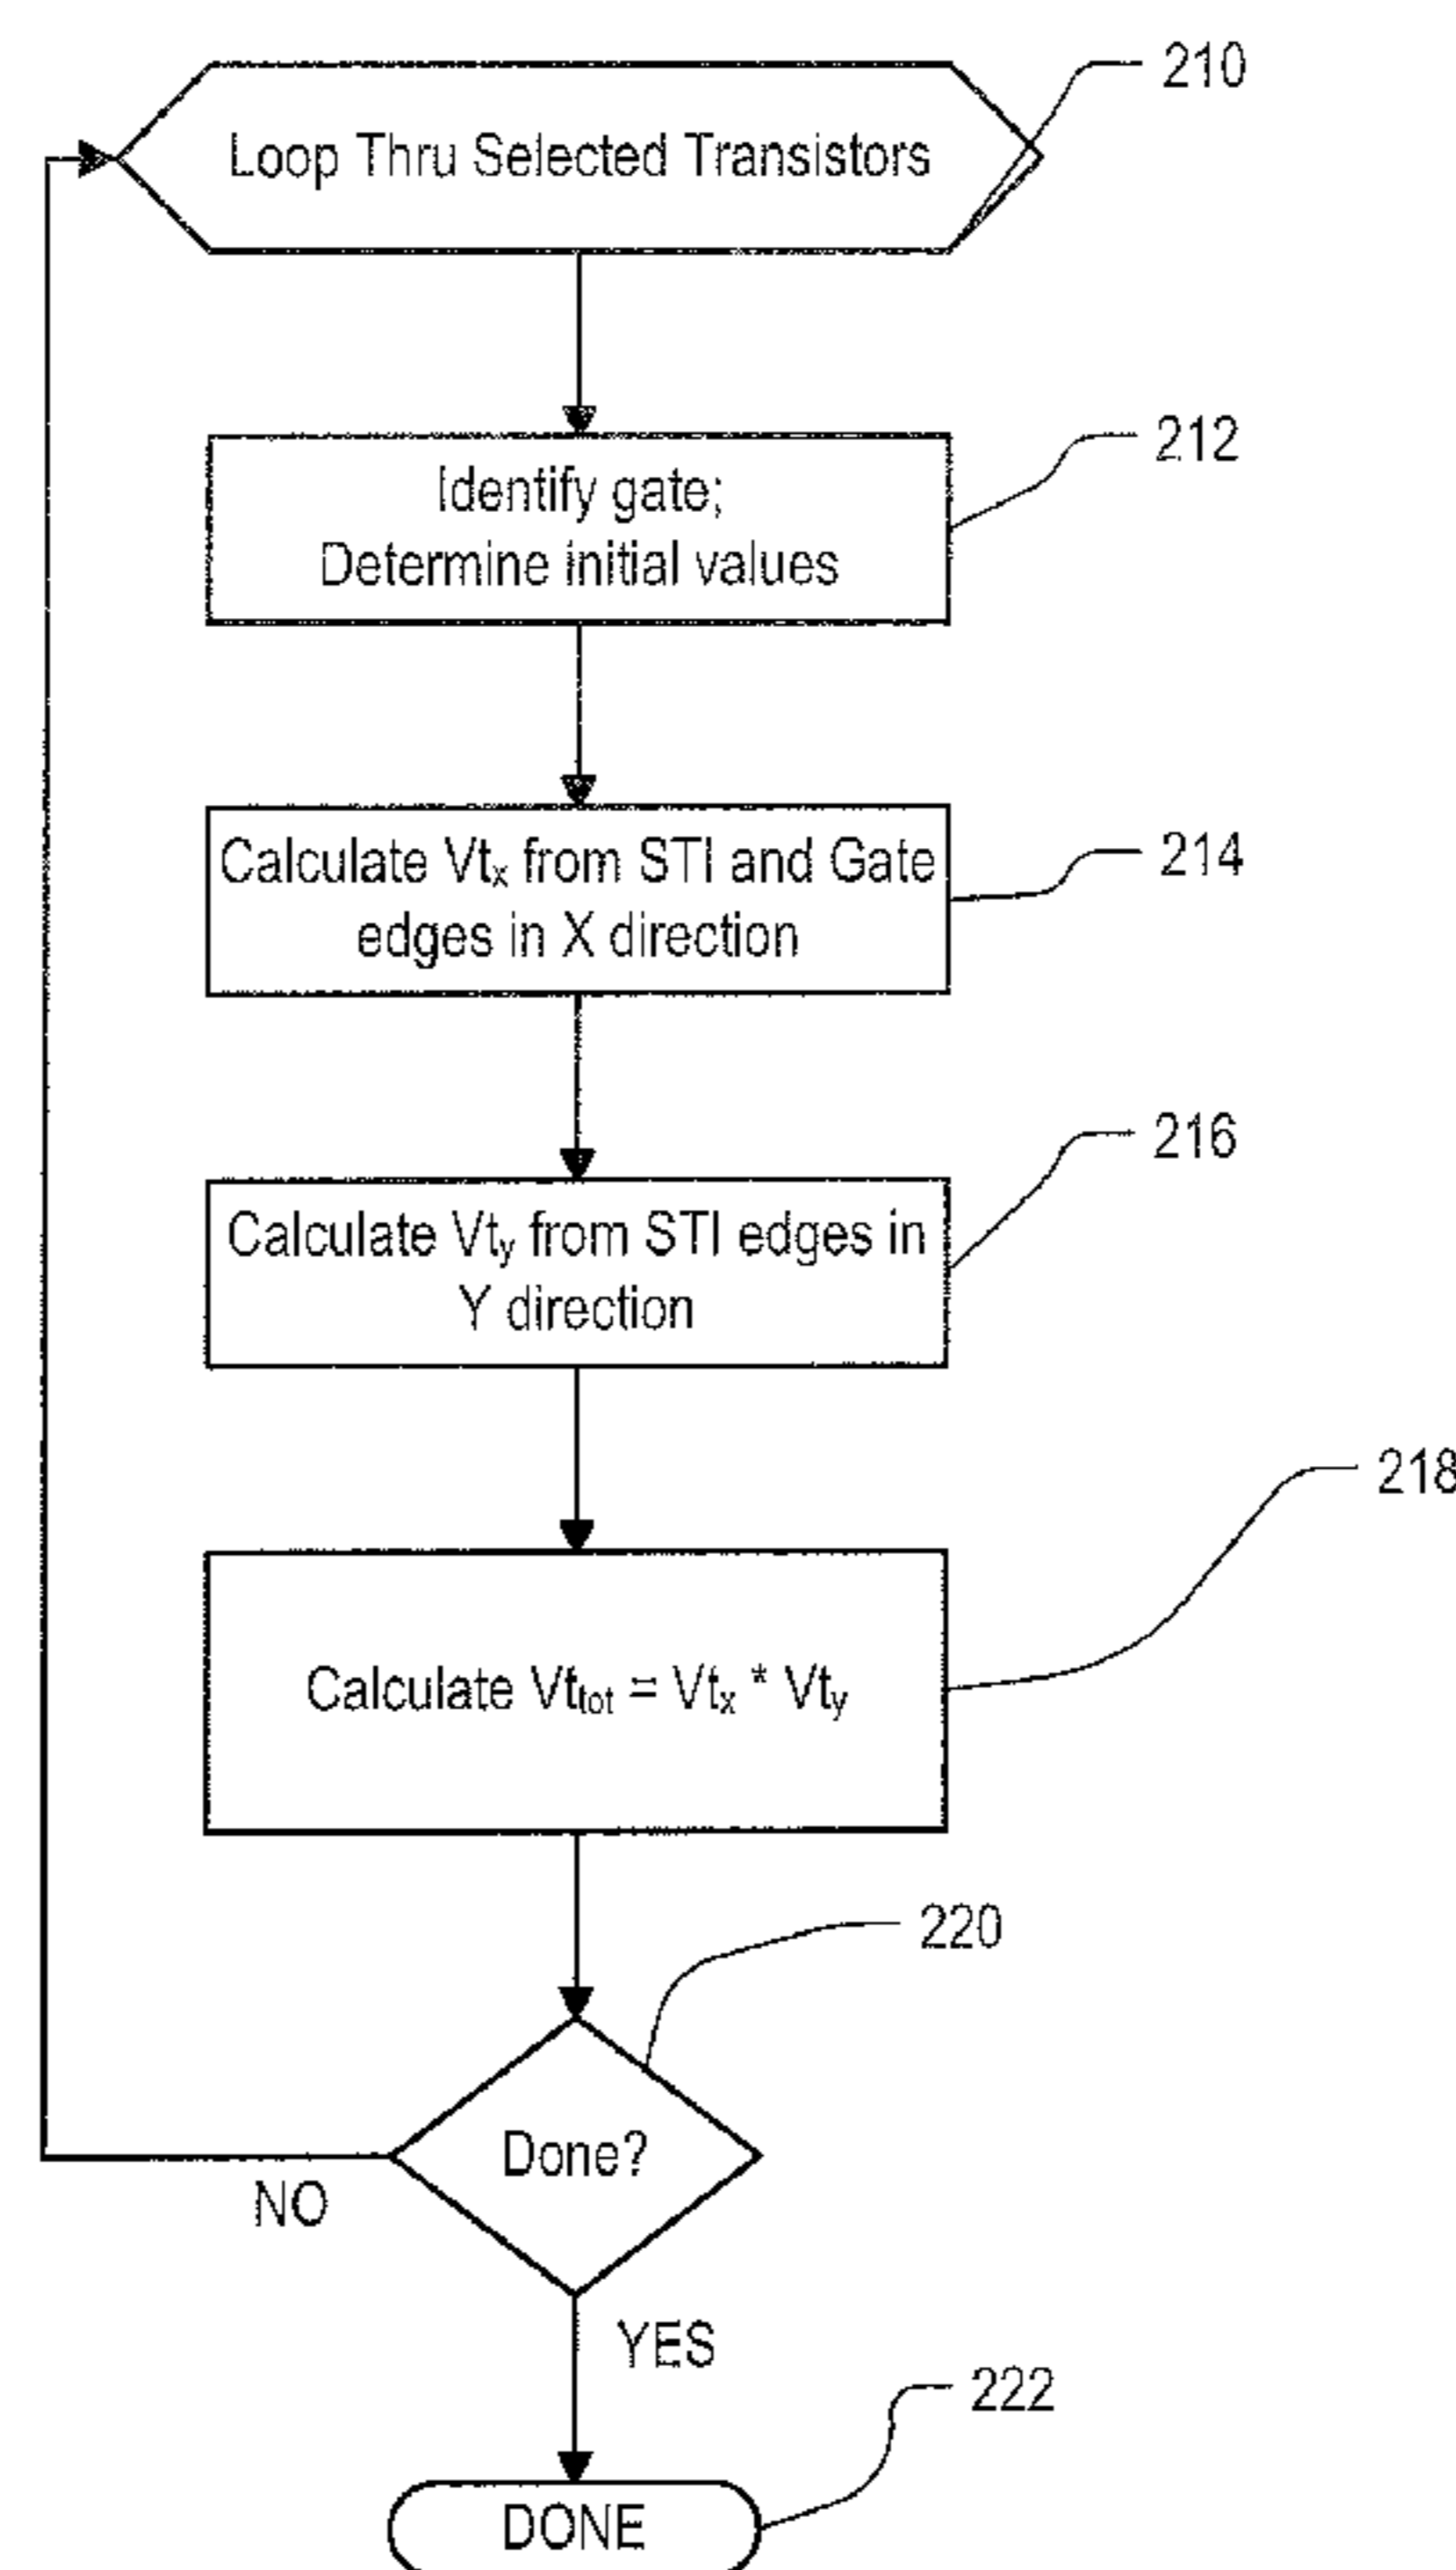 210
Loop Thru Selected Transistors
212
Identify gate;
Determine initial values
214
Calculate Vtₓ from STI and Gate
edges in X direction
216
Calculate Vty from STI edges in
Y direction
218
Calculate Vttot = Vtₓ * Vty
220
Done?
NO
YES
222
DONE